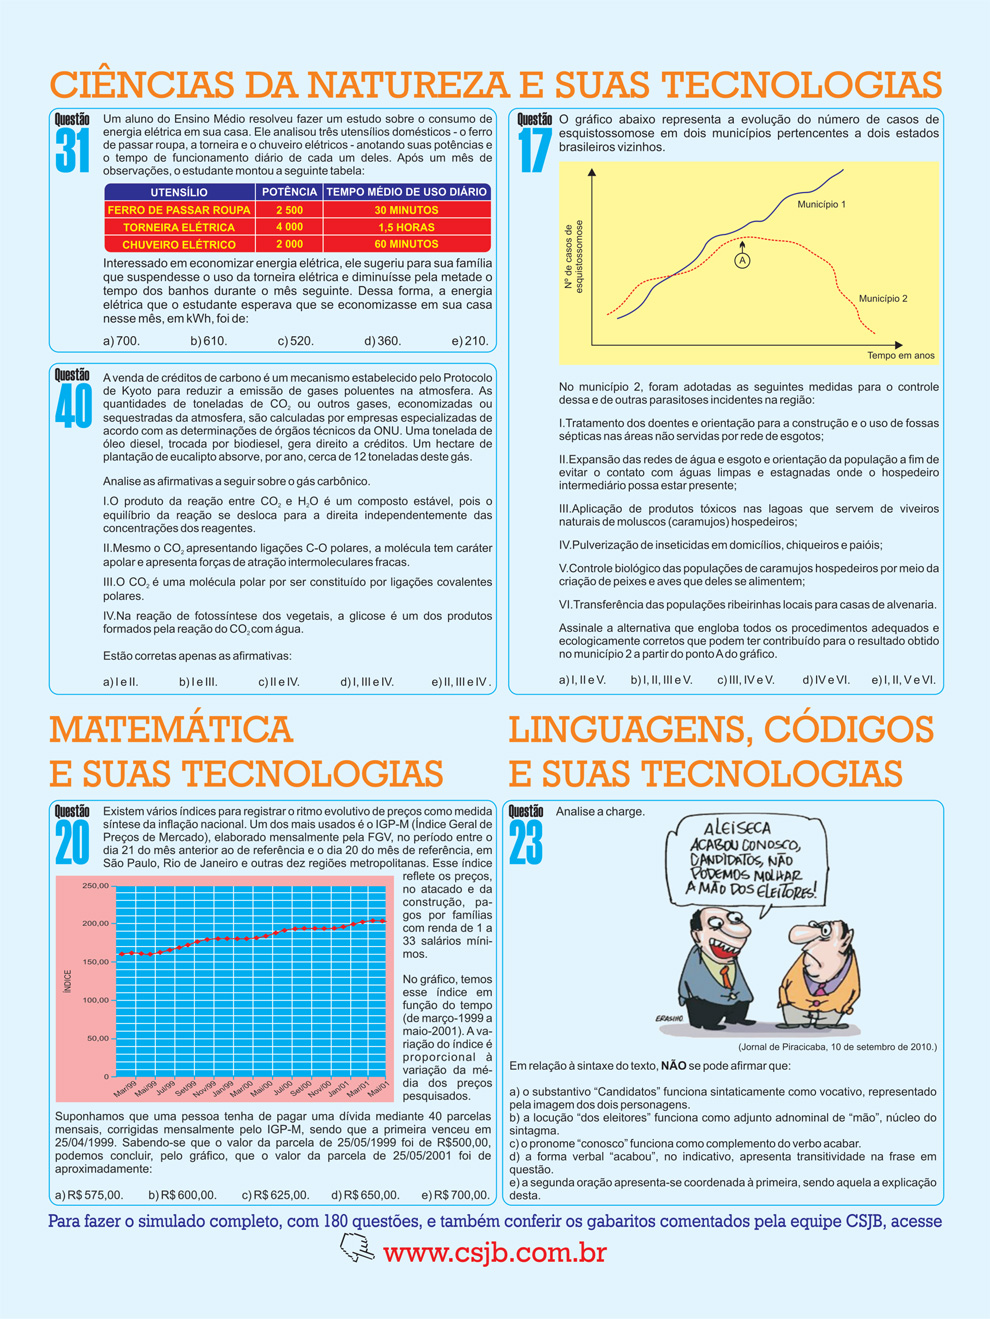 CIÊNCIAS DA NATUREZA E SUAS TECNOLOGIAS
Questão
31
Um aluno do Ensino Médio resolveu fazer um estudo sobre o consumo de
energia elétrica em sua casa. Ele analisou três utensílios domésticos - o ferro
de passar roupa, a torneira e o chuveiro elétricos - anotando suas potências e
o tempo de funcionamento diário de cada um deles. Após um mês de
observações, o estudante montou a seguinte tabela:
UTENSÍLIO POTÊNCIA TEMPO MÉDIO DE USO DIÁRIO
FERRO DE PASSAR ROUPA 2 500 30 MINUTOS
TORNEIRA ELÉTRICA 4 000 1,5 HORAS
CHUVEIRO ELÉTRICO 2 000 60 MINUTOS
Interessado em economizar energia elétrica, ele sugeriu para sua família
que suspendesse o uso da torneira elétrica e diminuísse pela metade o
tempo dos banhos durante o mês seguinte. Dessa forma, a energia
elétrica que o estudante esperava que se economizasse em sua casa
nesse mês, em kWh, foi de:
a) 700. b) 610. c) 520. d) 360. e) 210.
Questão
40
A venda de créditos de carbono é um mecanismo estabelecido pelo Protocolo
de Kyoto para reduzir a emissão de gases poluentes na atmosfera. As
quantidades de toneladas de CO2 ou outros gases, economizadas ou
sequestradas da atmosfera, são calculadas por empresas especializadas de
acordo com as determinações de órgãos técnicos da ONU. Uma tonelada de
óleo diesel, trocada por biodiesel, gera direito a créditos. Um hectare de
plantação de eucalipto absorve, por ano, cerca de 12 toneladas deste gás.
Analise as afirmativas a seguir sobre o gás carbônico.
I.O produto da reação entre CO2 e H2O é um composto estável, pois o
equilíbrio da reação se desloca para a direita independentemente das
concentrações dos reagentes.
II.Mesmo o CO2 apresentando ligações C-O polares, a molécula tem caráter
apolar e apresenta forças de atração intermoleculares fracas.
III.O CO2 é uma molécula polar por ser constituído por ligações covalentes
polares.
IV.Na reação de fotossíntese dos vegetais, a glicose é um dos produtos
formados pela reação do CO2 com água.
Estão corretas apenas as afirmativas:
a) I e II. b) I e III. c) II e IV. d) I, III e IV. e) II, III e IV .
Questão
17
O gráfico abaixo representa a evolução do número de casos de
esquistossomose em dois municípios pertencentes a dois estados
brasileiros vizinhos.
Nº de casos de
esquistossomose
Município 1
A
Município 2
Tempo em anos
No município 2, foram adotadas as seguintes medidas para o controle
dessa e de outras parasitoses incidentes na região:
I.Tratamento dos doentes e orientação para a construção e o uso de fossas
sépticas nas áreas não servidas por rede de esgotos;
II.Expansão das redes de água e esgoto e orientação da população a fim de
evitar o contato com águas limpas e estagnadas onde o hospedeiro
intermediário possa estar presente;
III.Aplicação de produtos tóxicos nas lagoas que servem de viveiros
naturais de moluscos (caramujos) hospedeiros;
IV.Pulverização de inseticidas em domicílios, chiqueiros e paióis;
V.Controle biológico das populações de caramujos hospedeiros por meio da
criação de peixes e aves que deles se alimentem;
VI.Transferência das populações ribeirinhas locais para casas de alvenaria.
Assinale a alternativa que engloba todos os procedimentos adequados e
ecologicamente corretos que podem ter contribuído para o resultado obtido
no município 2 a partir do ponto A do gráfico.
a) I, II e V. b) I, II, III e V. c) III, IV e V. d) IV e VI. e) I, II, V e VI.
MATEMÁTICA
E SUAS TECNOLOGIAS
Questão
20
Existem vários índices para registrar o ritmo evolutivo de preços como medida
síntese da inflação nacional. Um dos mais usados é o IGP-M (Índice Geral de
Preços de Mercado), elaborado mensalmente pela FGV, no período entre o
dia 21 do mês anterior ao de referência e o dia 20 do mês de referência, em
São Paulo, Rio de Janeiro e outras dez regiões metropolitanas. Esse índice
reflete os preços,
no atacado e da
construção, pa-
gos por famílias
com renda de 1 a
33 salários míni-
mos.
No gráfico, temos
esse índice em
função do tempo
(de março-1999 a
maio-2001). A va-
riação do índice é
proporcional à
variação da mé-
dia dos preços
pesquisados.
250,00
200,00
150,00
100,00
50,00
0
ÍNDICE
Mar/99 Mai/99 Jul/99 Set/99 Nov/99 Jan/99 Mar/00 Mai/00 Jul/00 Set/00 Nov/00 Jan/01 Mar/01 Mai/01
Suponhamos que uma pessoa tenha de pagar uma dívida mediante 40 parcelas
mensais, corrigidas mensalmente pelo IGP-M, sendo que a primeira venceu em
25/04/1999. Sabendo-se que o valor da parcela de 25/05/1999 foi de R$500,00,
podemos concluir, pelo gráfico, que o valor da parcela de 25/05/2001 foi de
aproximadamente:
a) R$ 575,00. b) R$ 600,00. c) R$ 625,00. d) R$ 650,00. e) R$ 700,00.
LINGUAGENS, CÓDIGOS
E SUAS TECNOLOGIAS
Questão
23
Analise a charge.
A LEI SECA
ACABOU CONOSCO,
CANDIDATOS, NÃO
PODEMOS MOLHAR
A MÃO DOS ELEITORES!
ERASMO
(Jornal de Piracicaba, 10 de setembro de 2010.)
Em relação à sintaxe do texto, NÃO se pode afirmar que:
a) o substantivo “Candidatos” funciona sintaticamente como vocativo, representado
pela imagem dos dois personagens.
b) a locução “dos eleitores” funciona como adjunto adnominal de “mão”, núcleo do
sintagma.
c) o pronome “conosco” funciona como complemento do verbo acabar.
d) a forma verbal “acabou”, no indicativo, apresenta transitividade na frase em
questão.
e) a segunda oração apresenta-se coordenada à primeira, sendo aquela a explicação
desta.
Para fazer o simulado completo, com 180 questões, e também conferir os gabaritos comentados pela equipe CSJB, acesse
www.csjb.com.br